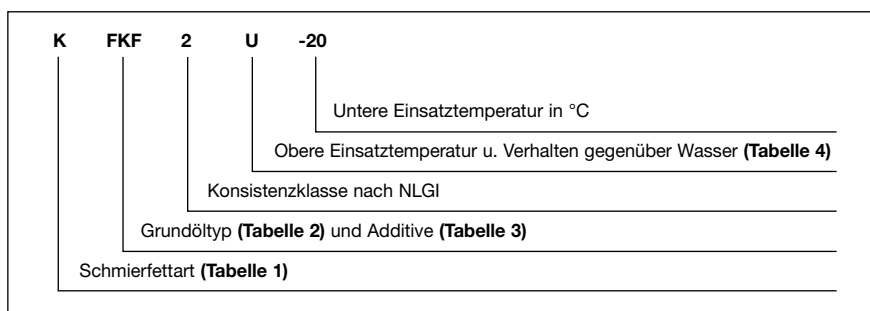 K FKF 2 U -20
Untere Einsatztemperatur in °C
Obere Einsatztemperatur u. Verhalten gegenüber Wasser (Tabelle 4)
Konsistenzklasse nach NLGI
Grundöltyp (Tabelle 2) und Additive (Tabelle 3)
Schmierfettart (Tabelle 1)